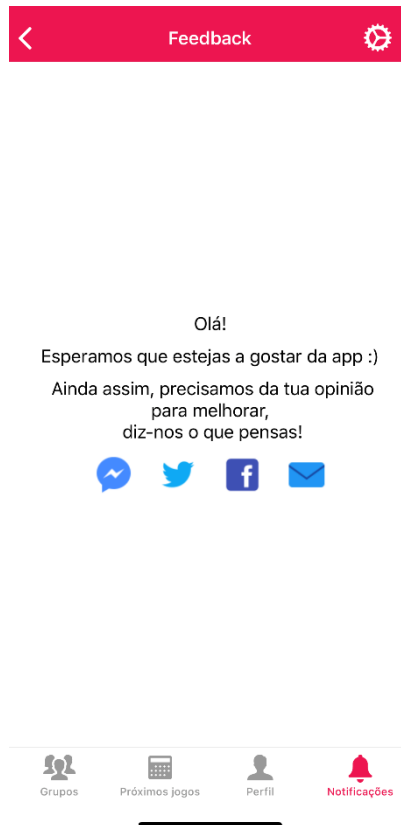 Feedback
Olá!
Esperamos que estejas a gostar da app :)
Ainda assim, precisamos da tua opinião
para melhorar,
diz-nos o que pensas!
Grupos
Próximos jogos
Perfil
Notificações